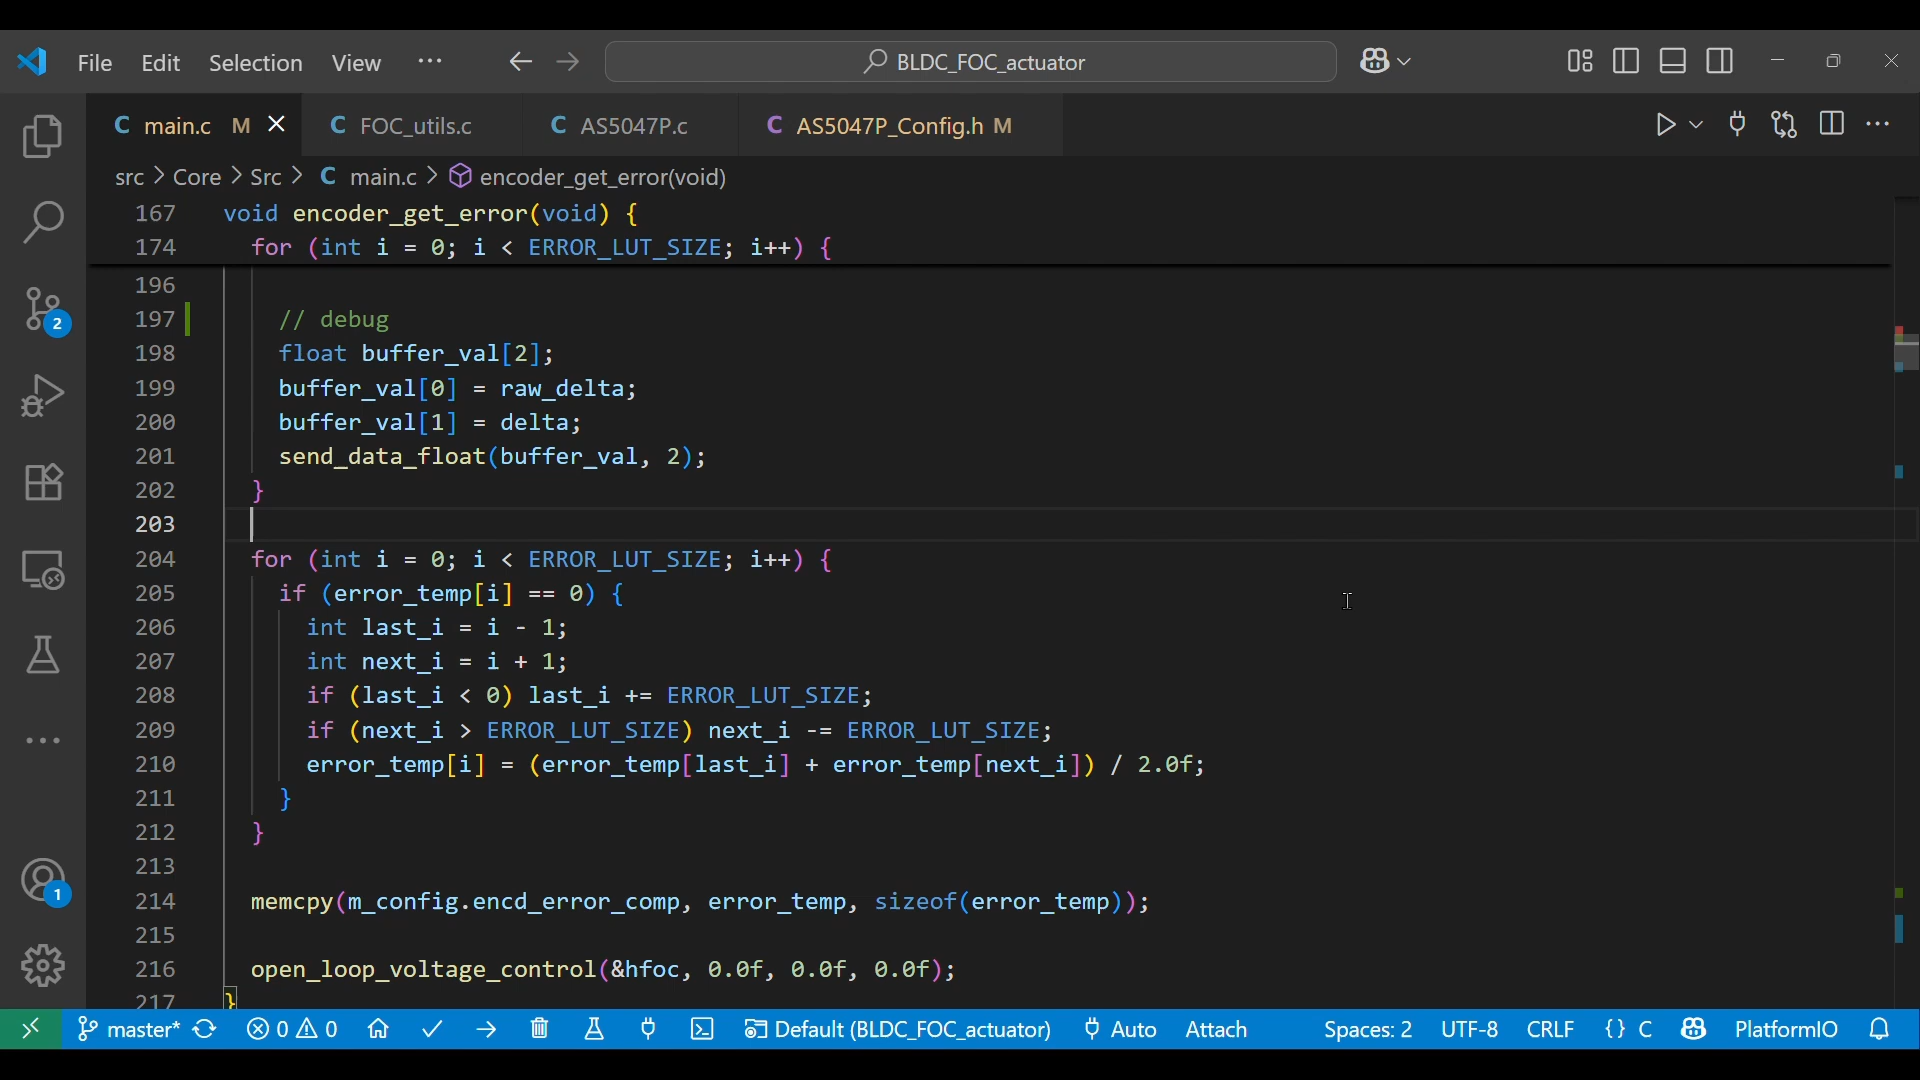 File Edit Selection View ··· BLDC_FOC_actuator
C main.c M C FOC_utils.c C AS5047P.c C AS5047P_Config.h M
src > Core > Src > C main.c > encoder_get_error(void)
167 void encoder_get_error(void) {
174 for (int i = 0; i < ERROR_LUT_SIZE; i++) {
196
197 // debug
198 float buffer_val[2];
199 buffer_val[0] = raw_delta;
200 buffer_val[1] = delta;
201 send_data_float(buffer_val, 2);
202 }
203
204 for (int i = 0; i < ERROR_LUT_SIZE; i++) {
205 if (error_temp[i] == 0) {
206 int last_i = i - 1;
207 int next_i = i + 1;
208 if (last_i < 0) last_i += ERROR_LUT_SIZE;
209 if (next_i > ERROR_LUT_SIZE) next_i -= ERROR_LUT_SIZE;
210 error_temp[i] = (error_temp[last_i] + error_temp[next_i]) / 2.0f;
211 }
212 }
213
214 memcpy(m_config.encd_error_comp, error_temp, sizeof(error_temp));
215
216 open_loop_voltage_control(&hfoc, 0.0f, 0.0f, 0.0f);
217 }
2
1
master* 0 0 Default (BLDC_FOC_actuator) Auto Attach Spaces: 2 UTF-8 CRLF {} C PlatformIO